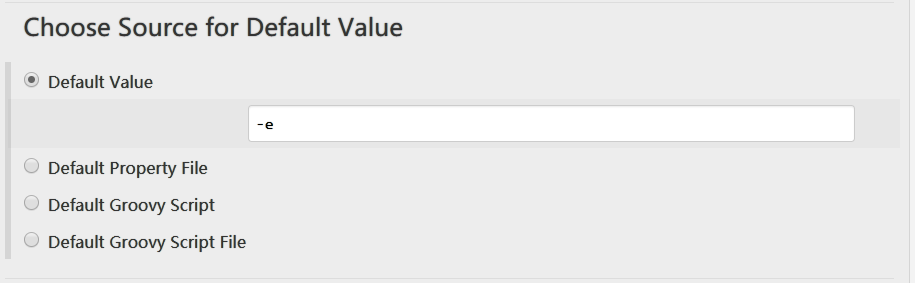 Choose Source for Default Value
Default Value
-e
Default Property File
Default Groovy Script
Default Groovy Script File